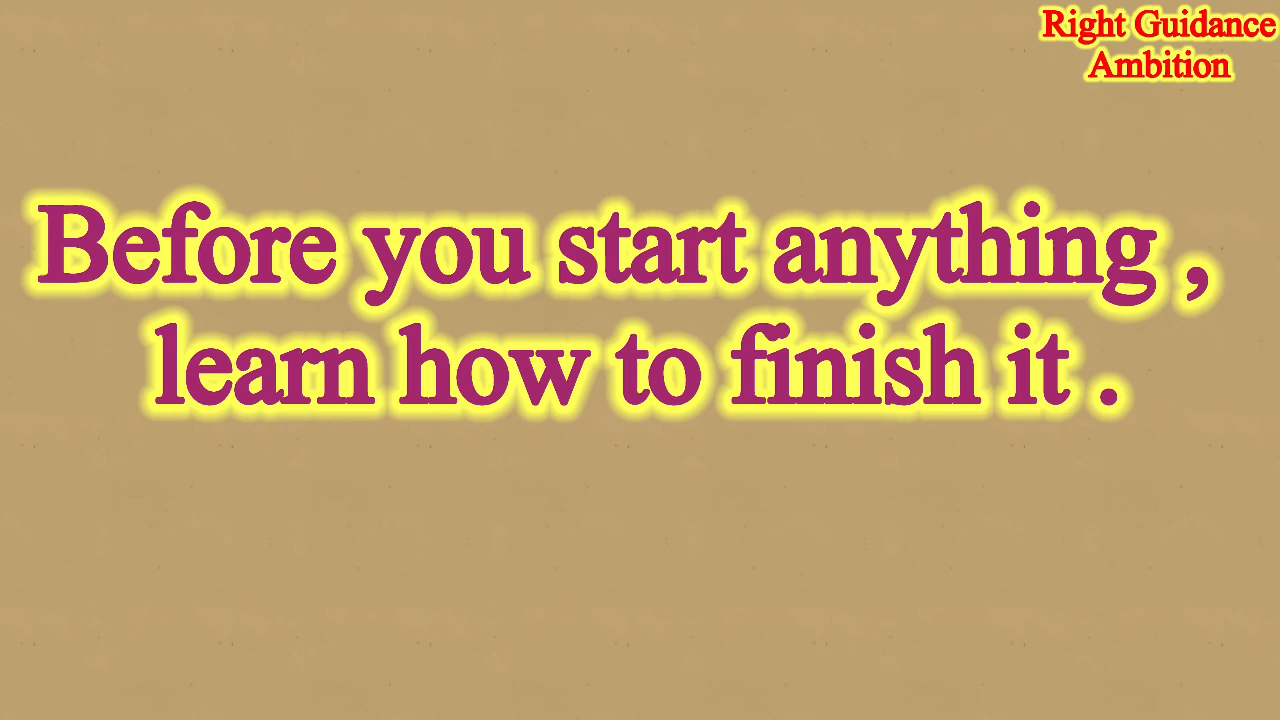 Right Guidance
Ambition
Before you start anything ,
learn how to finish it .